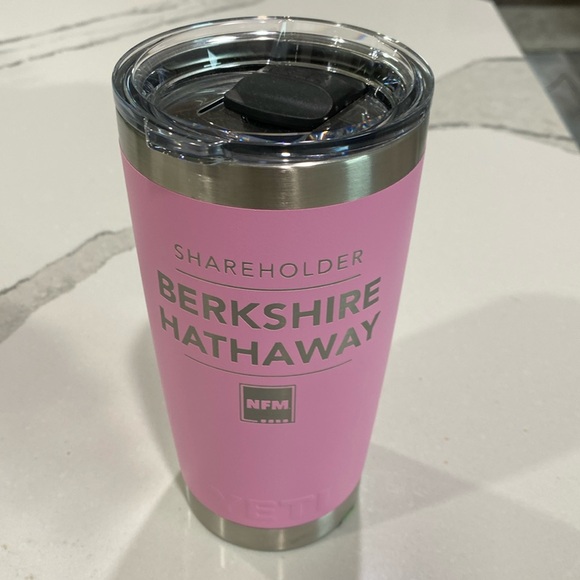 SHAREHOLDER
BERKSHIRE
HATHAWAY
NFM
YETI